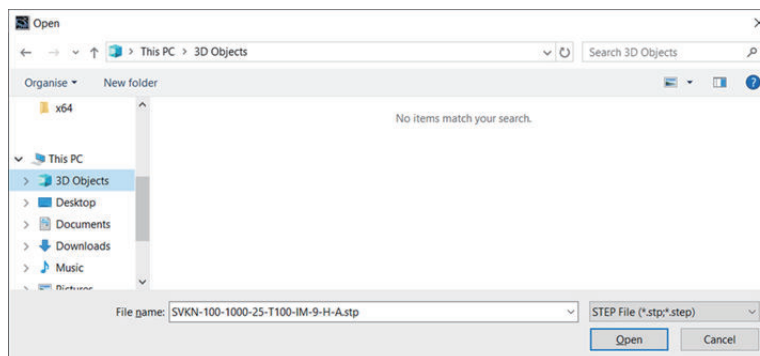 Open
This PC > 3D Objects
Search 3D Objects
Organise
New folder
x64
No items match your search.
This PC
3D Objects
Desktop
Documents
Downloads
Music
Pictures
File name: SVKN-100-1000-25-T100-IM-9-H-A.stp
STEP File (*.stp;*.step)
Open
Cancel